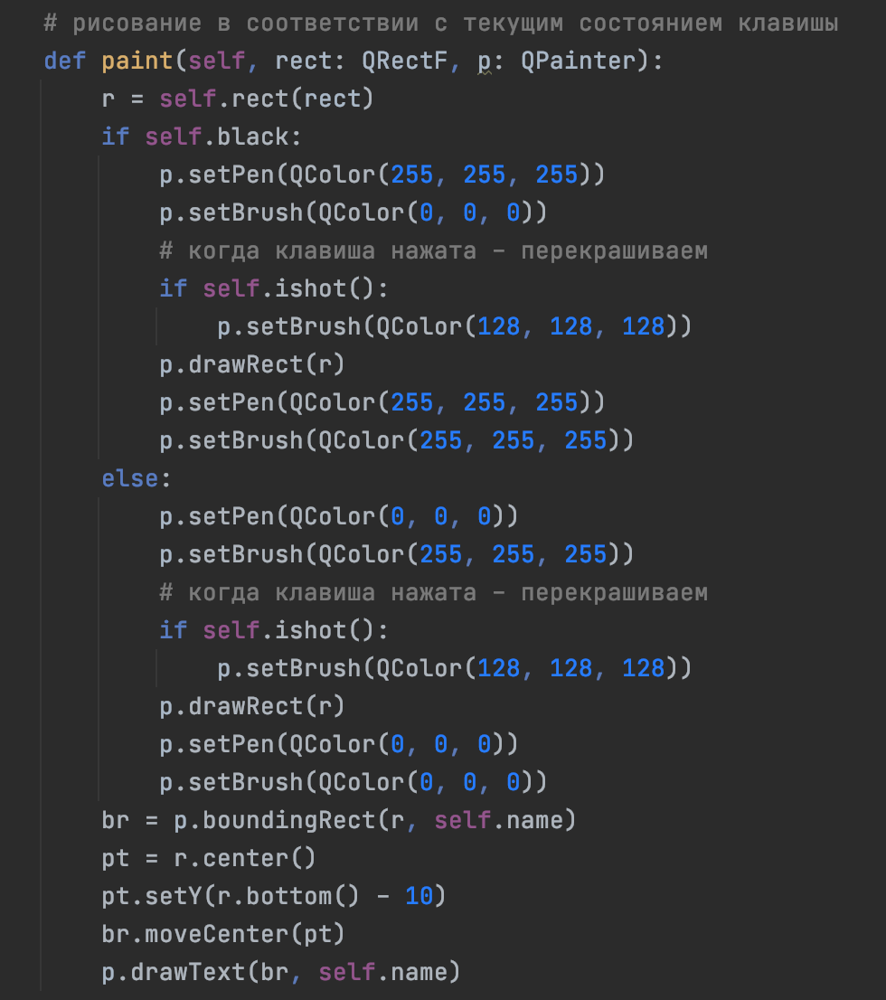 # рисование в соответствии с текущим состоянием клавишы
def paint(self, rect: QRectF, p: QPainter):
    r = self.rect(rect)
    if self.black:
        p.setPen(QColor(255, 255, 255))
        p.setBrush(QColor(0, 0, 0))
        # когда клавиша нажата - перекрашиваем
        if self.ishot():
            p.setBrush(QColor(128, 128, 128))
        p.drawRect(r)
        p.setPen(QColor(255, 255, 255))
        p.setBrush(QColor(255, 255, 255))
    else:
        p.setPen(QColor(0, 0, 0))
        p.setBrush(QColor(255, 255, 255))
        # когда клавиша нажата - перекрашиваем
        if self.ishot():
            p.setBrush(QColor(128, 128, 128))
        p.drawRect(r)
        p.setPen(QColor(0, 0, 0))
        p.setBrush(QColor(0, 0, 0))
    br = p.boundingRect(r, self.name)
    pt = r.center()
    pt.setY(r.bottom() - 10)
    br.moveCenter(pt)
    p.drawText(br, self.name)